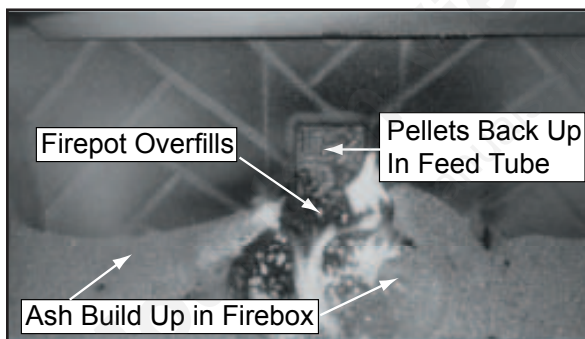 Firepot Overfills
Pellets Back Up
In Feed Tube
Ash Build Up in Firebox